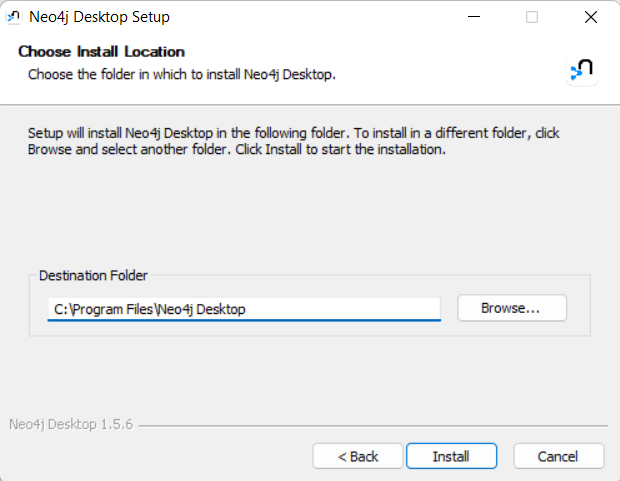 Neo4j Desktop Setup
Choose Install Location
Choose the folder in which to install Neo4j Desktop.
Setup will install Neo4j Desktop in the following folder. To install in a different folder, click
Browse and select another folder. Click Install to start the installation.
Destination Folder
C:\Program Files\Neo4j Desktop
Browse...
Neo4j Desktop 1.5.6
< Back
Install
Cancel